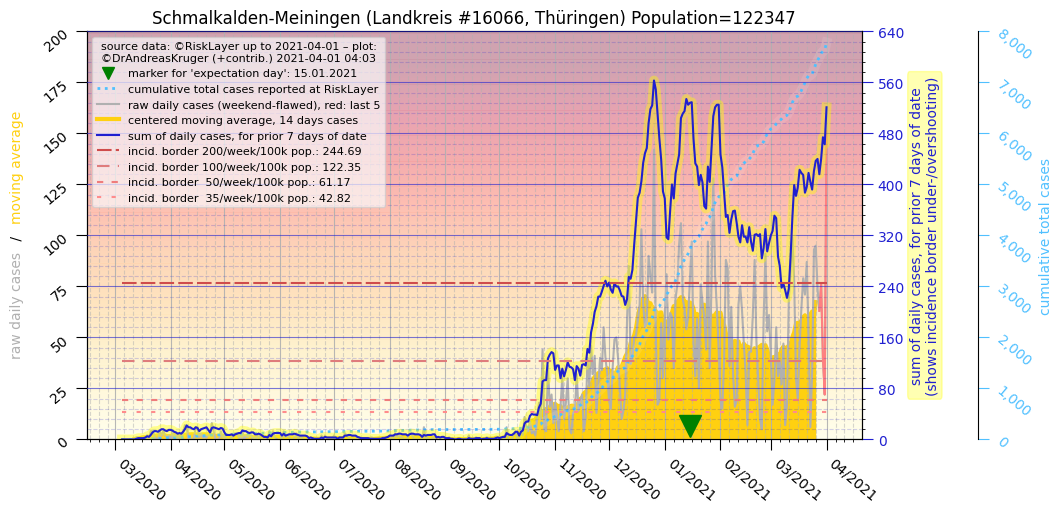 Schmalkalden-Meiningen (Landkreis #16066, Thüringen) Population=122347
source data: ©RiskLayer up to 2021-04-01 – plot:
©DrAndreasKruger (+contrib.) 2021-04-01 04:03
marker for 'expectation day': 15.01.2021
cumulative total cases reported at RiskLayer
raw daily cases (weekend-flawed), red: last 5
centered moving average, 14 days cases
sum of daily cases, for prior 7 days of date
incid. border 200/week/100k pop.: 244.69
incid. border 100/week/100k pop.: 122.35
incid. border  50/week/100k pop.: 61.17
incid. border  35/week/100k pop.: 42.82
raw daily cases / moving average
200
175
150
125
100
75
50
25
0
03/2020
04/2020
05/2020
06/2020
07/2020
08/2020
09/2020
10/2020
11/2020
12/2020
01/2021
02/2021
03/2021
04/2021
640
560
480
400
320
240
160
80
0
sum of daily cases, for prior 7 days of date
(shows incidence border under-/overshooting)
8,000
7,000
6,000
5,000
4,000
3,000
2,000
1,000
0
cumulative total cases